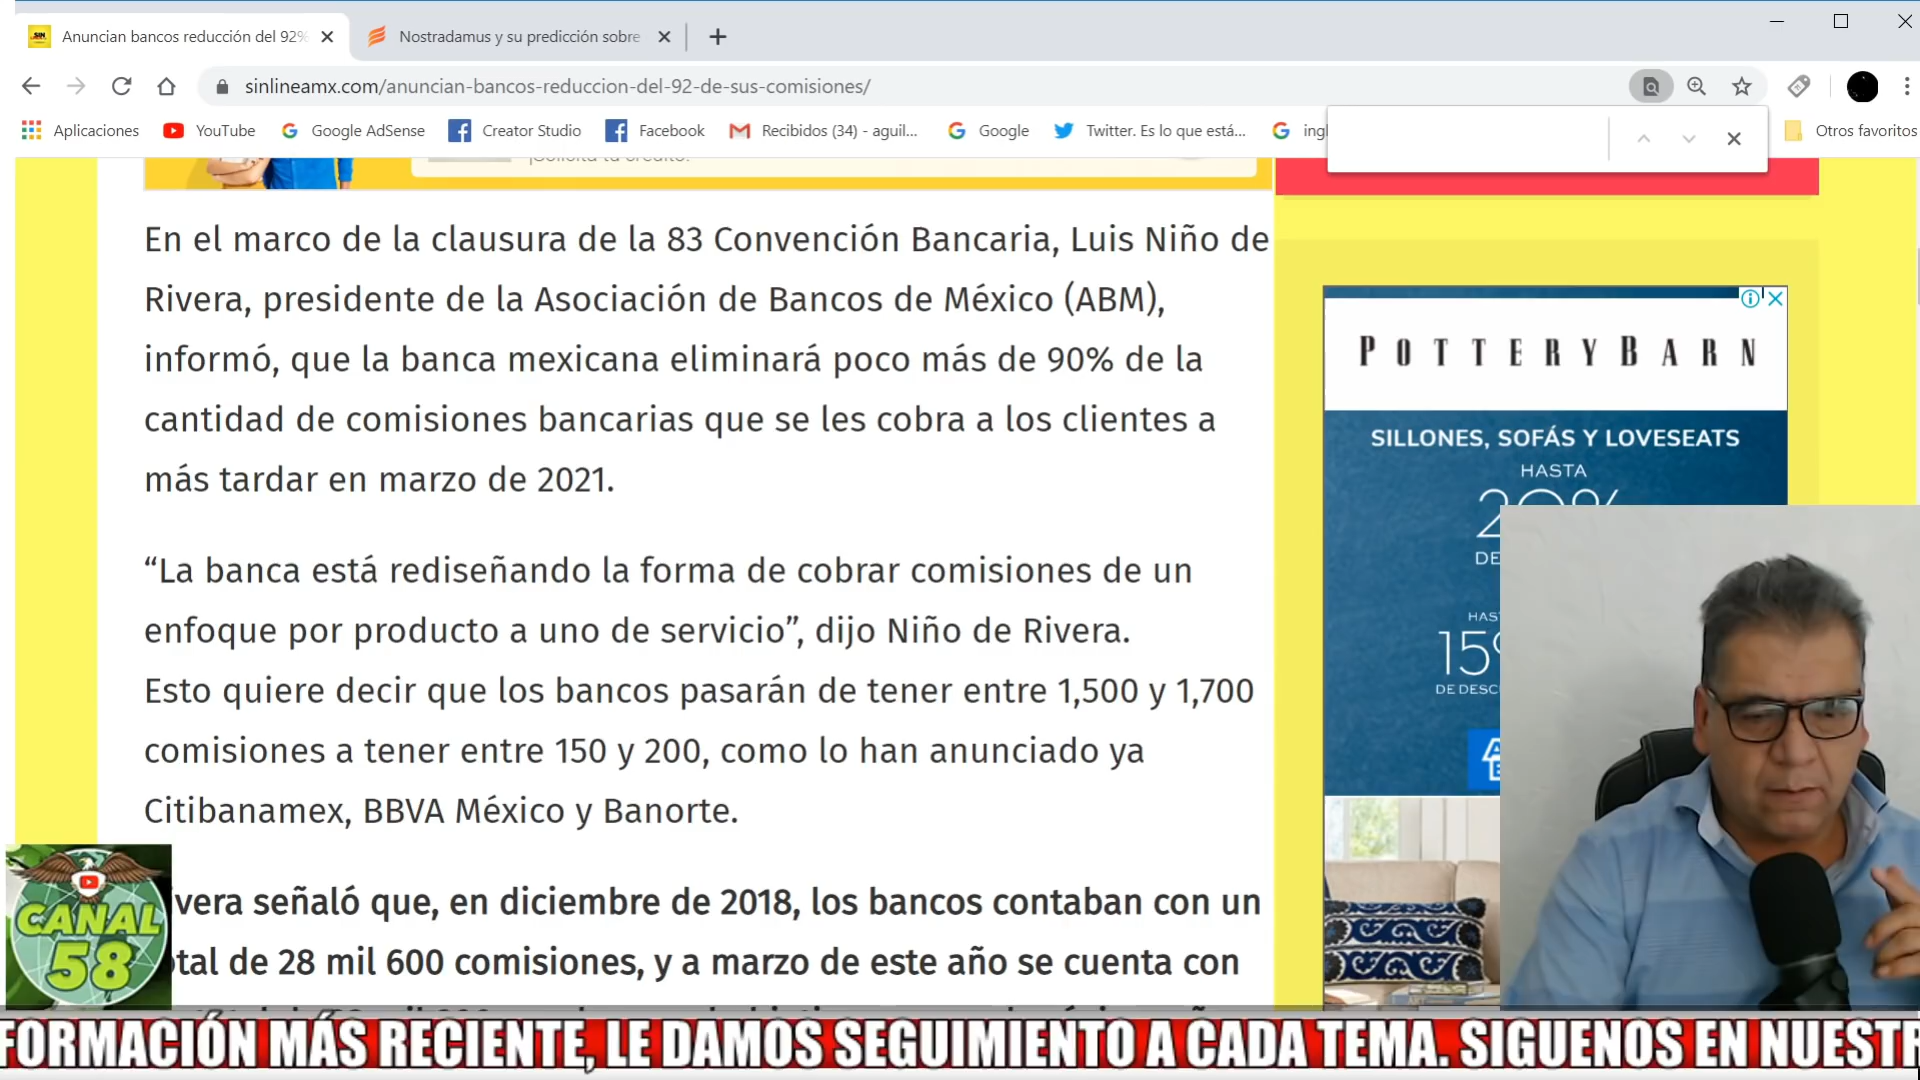 Anuncian bancos reducción del 92%
Nostradamus y su predicción sobre
sinlineamx.com/anuncian-bancos-reduccion-del-92-de-sus-comisiones/
Aplicaciones YouTube Google AdSense Creator Studio Facebook Recibidos (34) - aguil... Google Twitter. Es lo que está... ingl Otros favoritos
¡Solicita tu crédito!
En el marco de la clausura de la 83 Convención Bancaria, Luis Niño de
Rivera, presidente de la Asociación de Bancos de México (ABM),
informó, que la banca mexicana eliminará poco más de 90% de la
cantidad de comisiones bancarias que se les cobra a los clientes a
más tardar en marzo de 2021.
“La banca está rediseñando la forma de cobrar comisiones de un
enfoque por producto a uno de servicio”, dijo Niño de Rivera.
Esto quiere decir que los bancos pasarán de tener entre 1,500 y 1,700
comisiones a tener entre 150 y 200, como lo han anunciado ya
Citibanamex, BBVA México y Banorte.
vera señaló que, en diciembre de 2018, los bancos contaban con un
tal de 28 mil 600 comisiones, y a marzo de este año se cuenta con
POTTERY BARN
SILLONES, SOFÁS Y LOVESEATS
HASTA
20%
DE
HAS
15%
DE DESC
CANAL
58
FORMACIÓN MÁS RECIENTE, LE DAMOS SEGUIMIENTO A CADA TEMA. SIGUENOS EN NUESTR